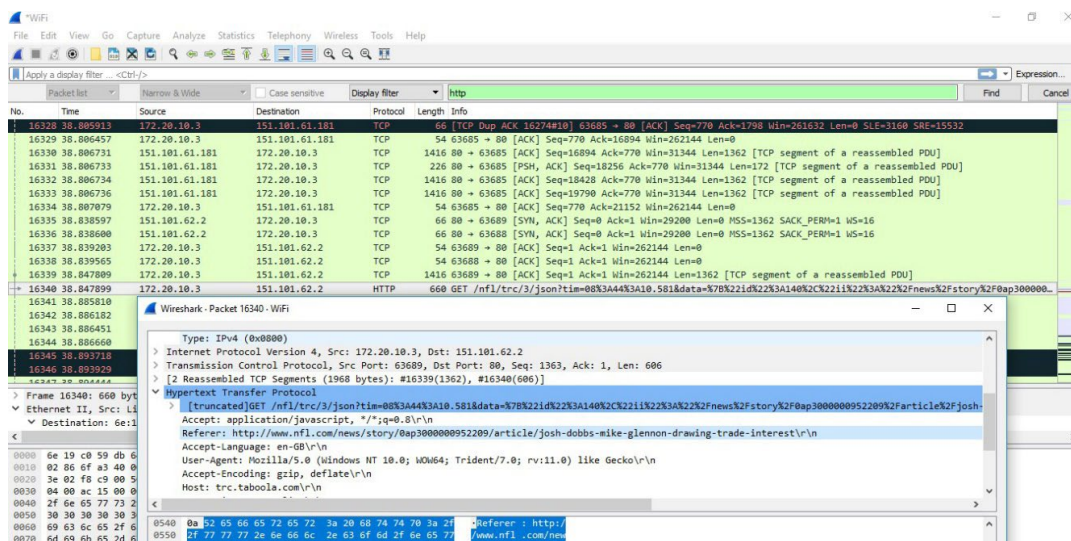 *WiFi
File Edit View Go Capture Analyze Statistics Telephony Wireless Tools Help
Apply a display filter ... <Ctrl-/>
Expression...
Packet list Narrow & Wide Case sensitive Display filter http Find Cancel
No. Time Source Destination Protocol Length Info
16328 38.805913 172.20.10.3 151.101.61.181 TCP 66 [TCP Dup ACK 16274#10] 63685 → 80 [ACK] Seq=770 Ack=1798 Win=261632 Len=0 SLE=3160 SRE=15532
16329 38.806457 172.20.10.3 151.101.61.181 TCP 54 63685 → 80 [ACK] Seq=770 Ack=16894 Win=262144 Len=0
16330 38.806731 151.101.61.181 172.20.10.3 TCP 1416 80 → 63685 [ACK] Seq=16894 Ack=770 Win=31344 Len=1362 [TCP segment of a reassembled PDU]
16331 38.806733 151.101.61.181 172.20.10.3 TCP 226 80 → 63685 [PSH, ACK] Seq=18256 Ack=770 Win=31344 Len=172 [TCP segment of a reassembled PDU]
16332 38.806734 151.101.61.181 172.20.10.3 TCP 1416 80 → 63685 [ACK] Seq=18428 Ack=770 Win=31344 Len=1362 [TCP segment of a reassembled PDU]
16333 38.806736 151.101.61.181 172.20.10.3 TCP 1416 80 → 63685 [ACK] Seq=19790 Ack=770 Win=31344 Len=1362 [TCP segment of a reassembled PDU]
16334 38.807079 172.20.10.3 151.101.61.181 TCP 54 63685 → 80 [ACK] Seq=770 Ack=21152 Win=262144 Len=0
16335 38.838597 151.101.62.2 172.20.10.3 TCP 66 80 → 63689 [SYN, ACK] Seq=0 Ack=1 Win=29200 Len=0 MSS=1362 SACK_PERM=1 WS=16
16336 38.838600 151.101.62.2 172.20.10.3 TCP 66 80 → 63688 [SYN, ACK] Seq=0 Ack=1 Win=29200 Len=0 MSS=1362 SACK_PERM=1 WS=16
16337 38.839203 172.20.10.3 151.101.62.2 TCP 54 63689 → 80 [ACK] Seq=1 Ack=1 Win=262144 Len=0
16338 38.839565 172.20.10.3 151.101.62.2 TCP 54 63688 → 80 [ACK] Seq=1 Ack=1 Win=262144 Len=0
16339 38.847809 172.20.10.3 151.101.62.2 TCP 1416 63689 → 80 [ACK] Seq=1 Ack=1 Win=262144 Len=1362 [TCP segment of a reassembled PDU]
16340 38.847899 172.20.10.3 151.101.62.2 HTTP 660 GET /nfl/trc/3/json?tim=08%3A44%3A10.581&data=%7B%22id%22%3A140%2C%22ii%22%3A%22%2Fnews%2Fstory%2F0ap300000…
16341 38.885810
16342 38.886182
16343 38.886451
16344 38.886660
16345 38.893718
16346 38.893929
16347 38.894444
Frame 16340: 660 byt
Ethernet II, Src: Li
Destination: 6e:1
0000 6e 19 c0 59 db 6
0010 02 86 6f a3 40 0
0020 3e 02 f8 c9 00 5
0030 04 00 ac 15 00 0
0040 2f 6e 65 77 73 2
0050 30 30 30 30 30 3
0060 69 63 6c 65 2f 6
0070 6d 69 6b 65 2d 6
Wireshark · Packet 16340 · WiFi
Type: IPv4 (0x0800)
Internet Protocol Version 4, Src: 172.20.10.3, Dst: 151.101.62.2
Transmission Control Protocol, Src Port: 63689, Dst Port: 80, Seq: 1363, Ack: 1, Len: 606
[2 Reassembled TCP Segments (1968 bytes): #16339(1362), #16340(606)]
Hypertext Transfer Protocol
[truncated]GET /nfl/trc/3/json?tim=08%3A44%3A10.581&data=%7B%22id%22%3A140%2C%22ii%22%3A%22%2Fnews%2Fstory%2F0ap3000000952209%2Farticle%2Fjosh-
Accept: application/javascript, */*;q=0.8\r\n
Referer: http://www.nfl.com/news/story/0ap3000000952209/article/josh-dobbs-mike-glennon-drawing-trade-interest\r\n
Accept-Language: en-GB\r\n
User-Agent: Mozilla/5.0 (Windows NT 10.0; WOW64; Trident/7.0; rv:11.0) like Gecko\r\n
Accept-Encoding: gzip, deflate\r\n
Host: trc.taboola.com\r\n
0540 0a 52 65 66 65 72 65 72 3a 20 68 74 74 70 3a 2f ·Referer : http:/
0550 2f 77 77 77 2e 6e 66 6c 2e 63 6f 6d 2f 6e 65 77 /www.nfl .com/new